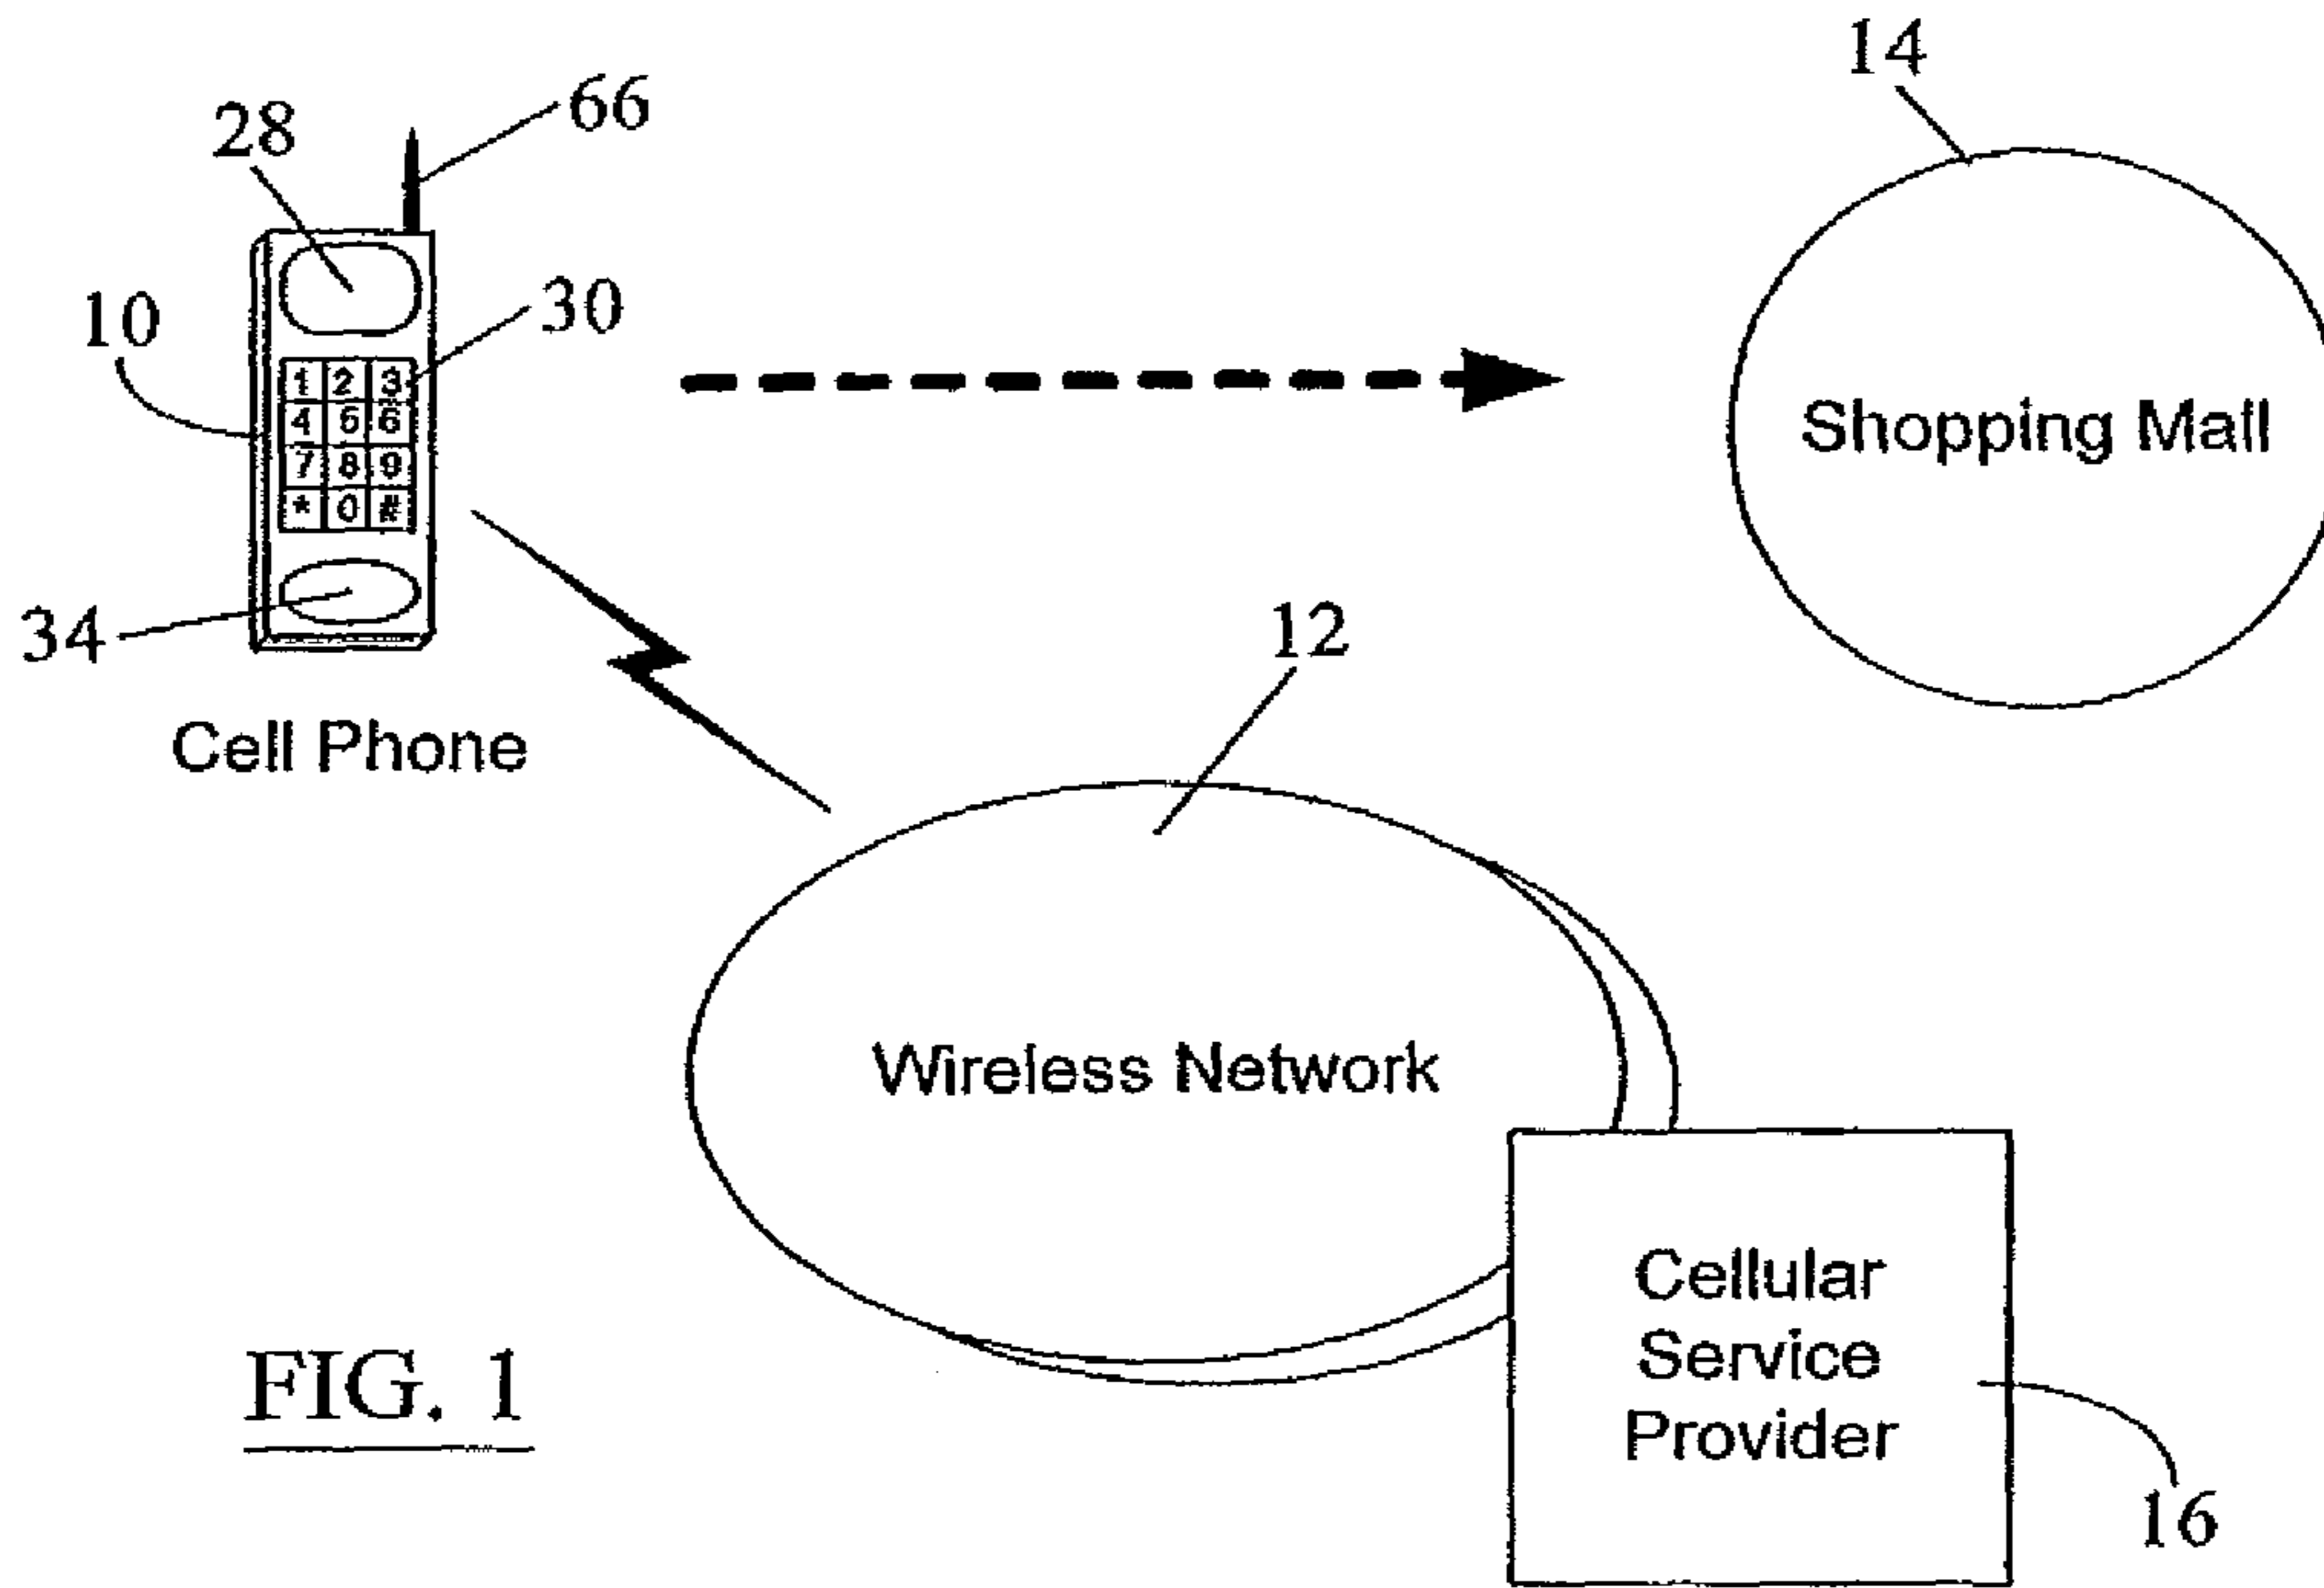 14
66
28
30
10
1 2 3
4 5 6
7 8 9
* 0 #
Shopping Mall
34
12
Cell Phone
Wireless Network
Cellular
Service
Provider
FIG. 1
16